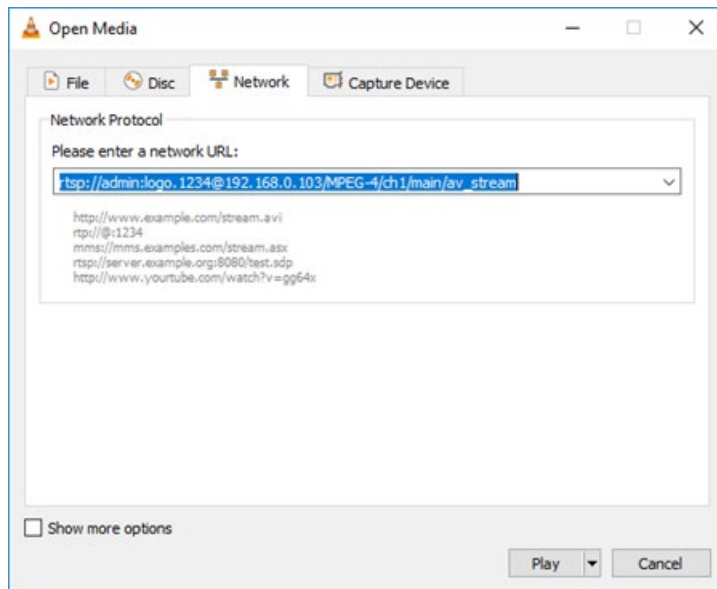 Open Media
File Disc Network Capture Device
Network Protocol
Please enter a network URL:
rtsp://admin:logo.1234@192.168.0.103/MPEG-4/ch1/main/av_stream
http://www.example.com/stream.avi
rtp://@:1234
mms://mms.examples.com/stream.asx
rtsp://server.example.org:8080/test.sdp
http://www.yourtube.com/watch?v=gg64x
Show more options
Play Cancel